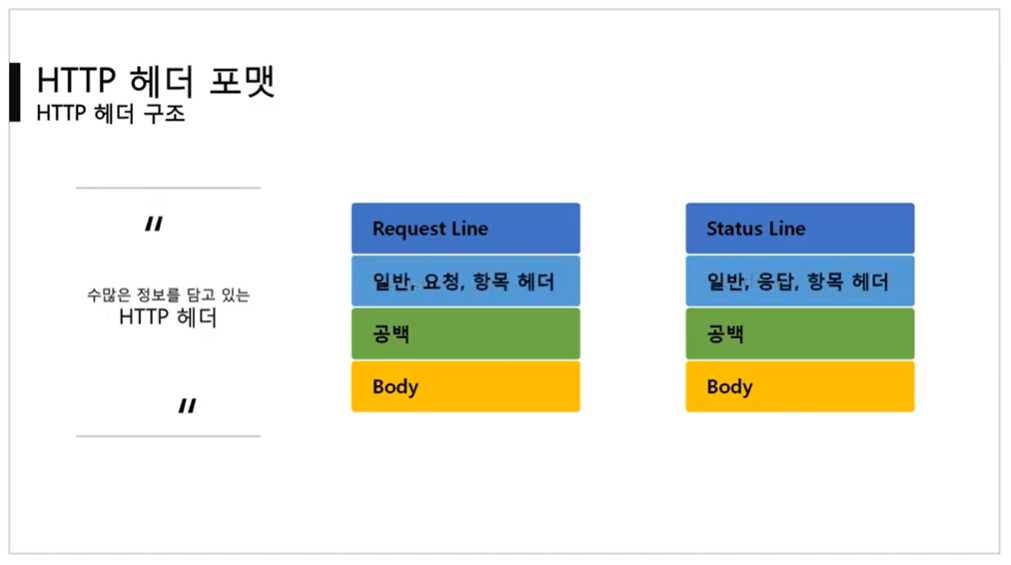 HTTP 헤더 포맷
HTTP 헤더 구조
“
수많은 정보를 담고 있는
HTTP 헤더
”
Request Line
일반, 요청, 항목 헤더
공백
Body
Status Line
일반, 응답, 항목 헤더
공백
Body